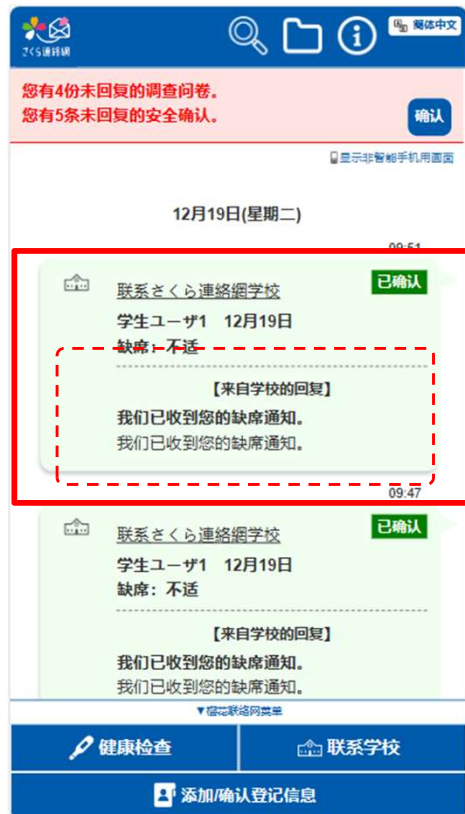 さくら連絡網
簡体中文
您有4份未回复的调查问卷。
您有5条未回复的安全确认。
确认
显示非智能手机用画面
12月19日(星期二)
09:51
联系さくら連絡網学校
已确认
学生ユーザ1 12月19日
缺席：不适
【来自学校的回复】
我们已收到您的缺席通知。
我们已收到您的缺席通知。
09:47
联系さくら連絡網学校
已确认
学生ユーザ1 12月19日
缺席：不适
【来自学校的回复】
我们已收到您的缺席通知。
我们已收到您的缺席通知。
▼樱花联络网菜单
健康检查
联系学校
添加/确认登记信息